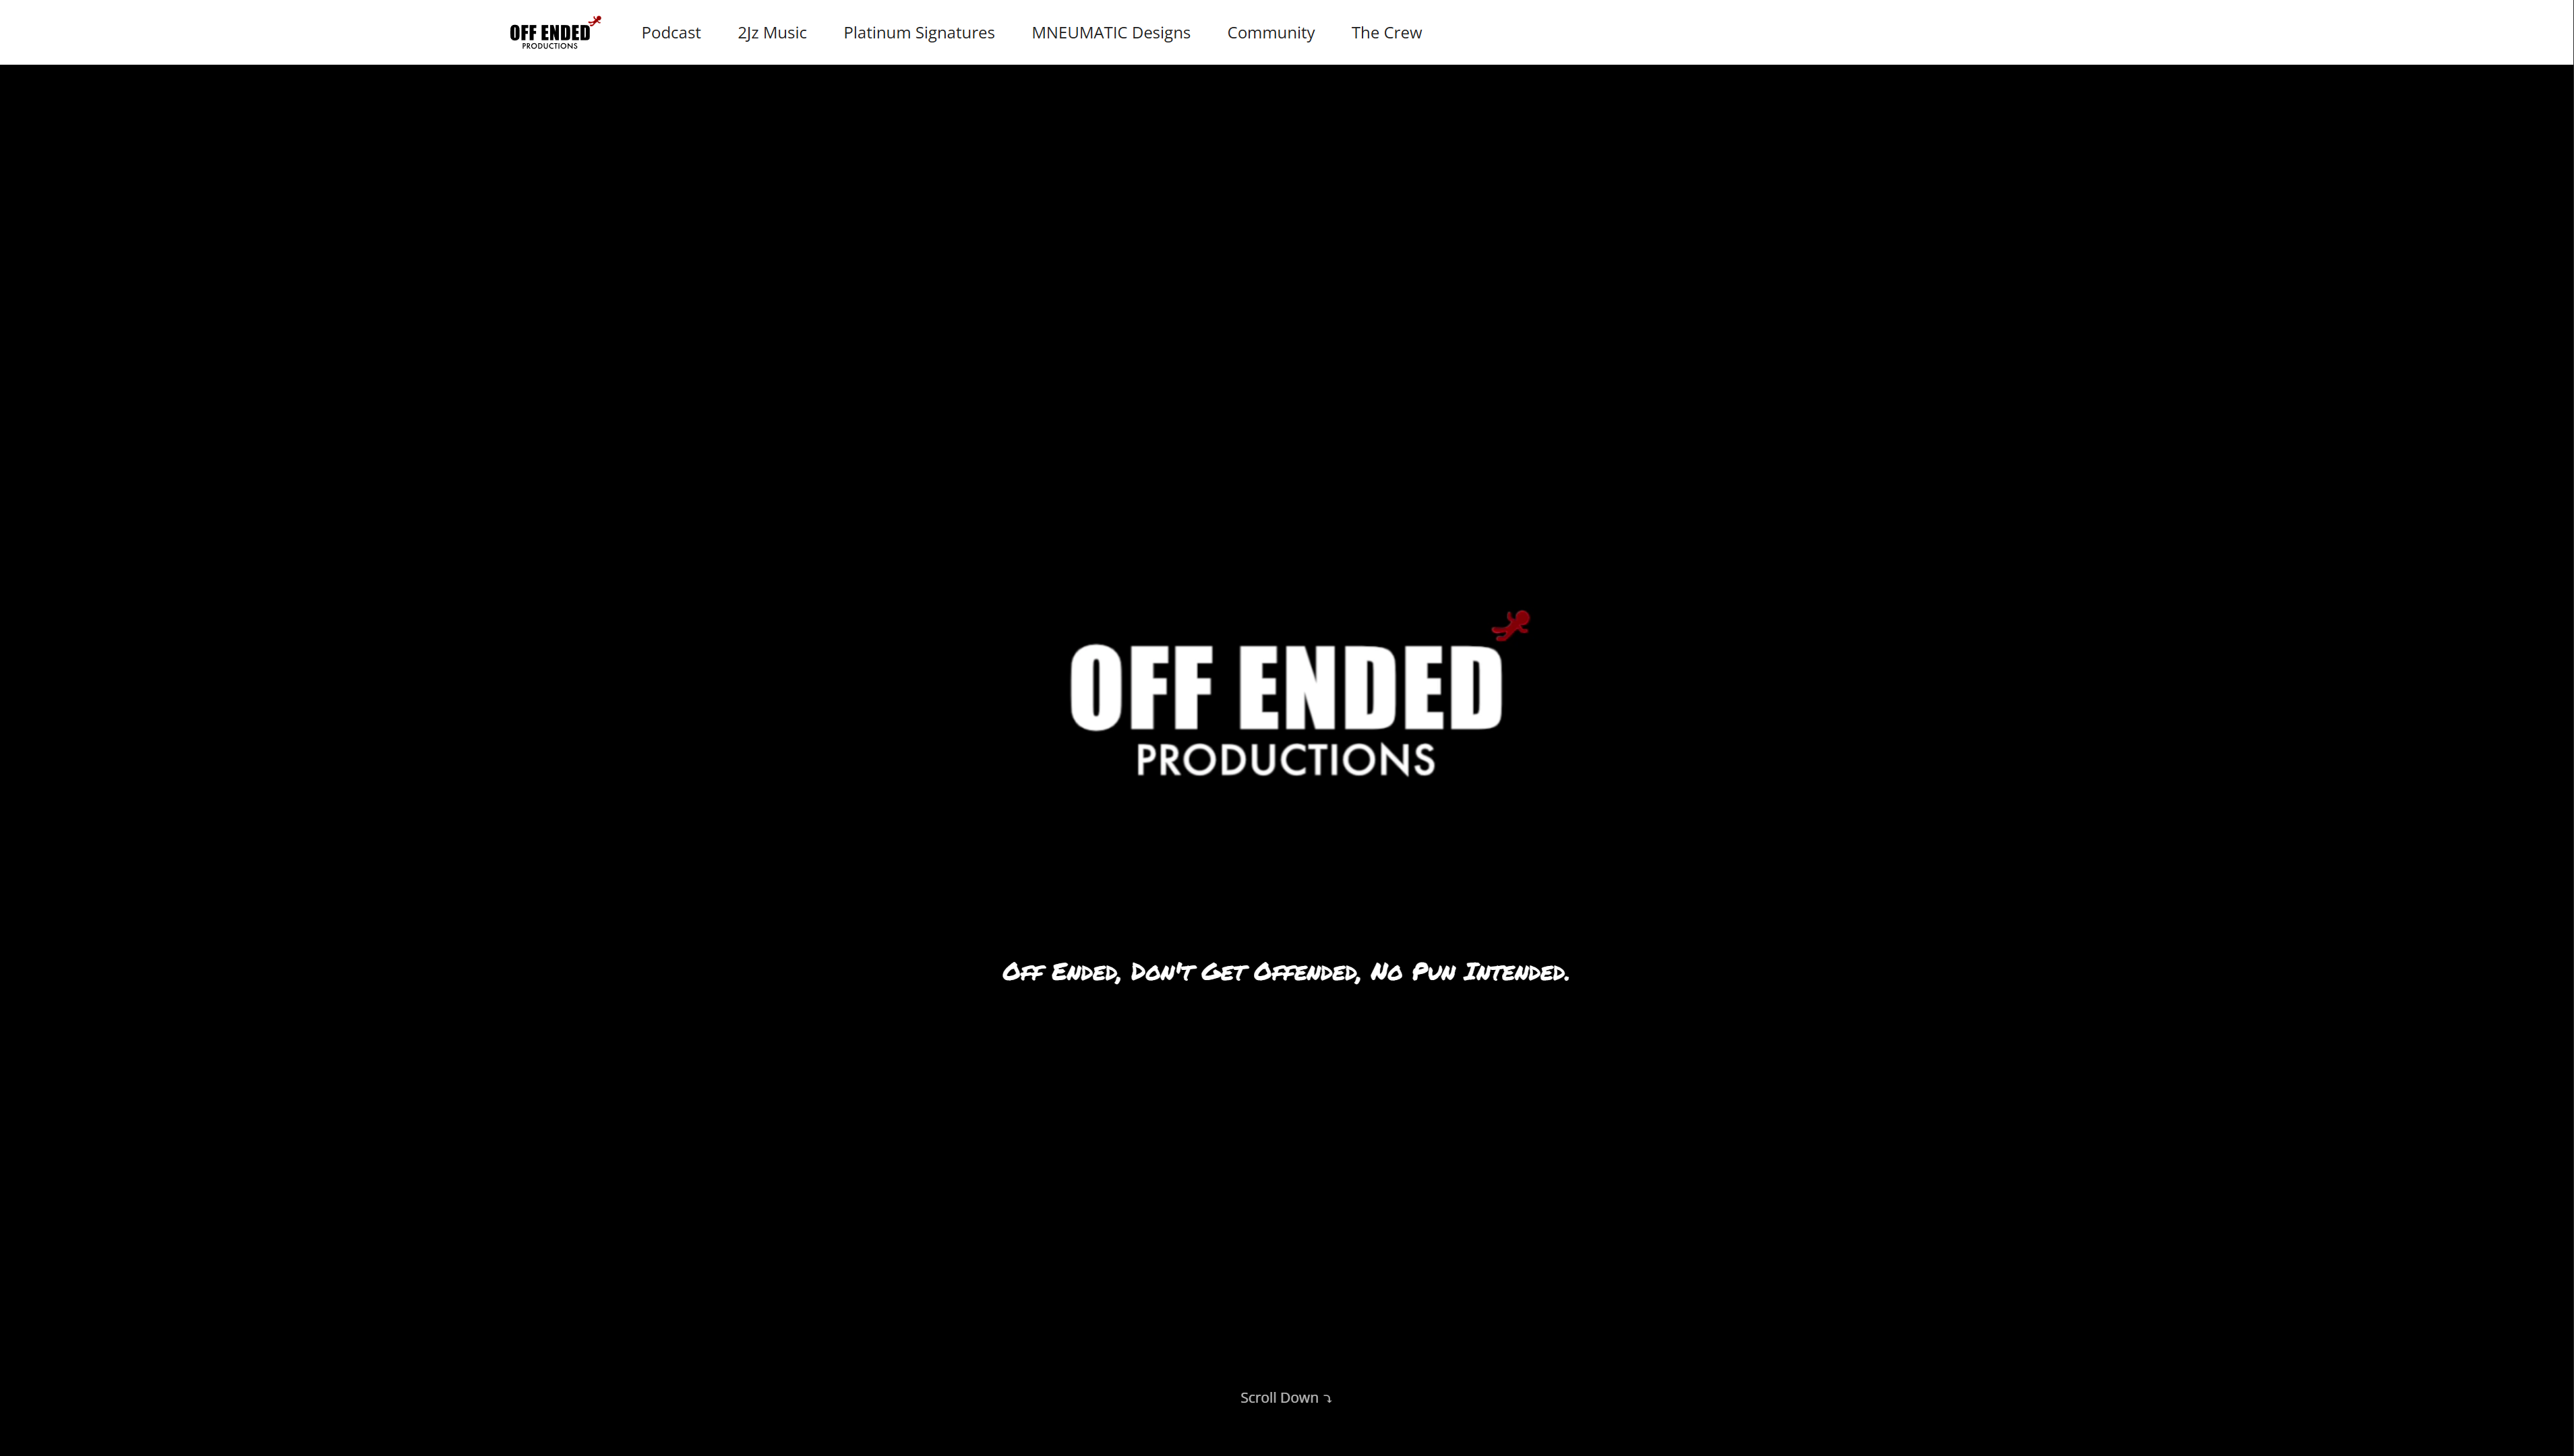 OFF ENDED
PRODUCTIONS
Podcast 2Jz Music Platinum Signatures MNEUMATIC Designs Community The Crew
OFF ENDED
PRODUCTIONS
Off Ended, Don't Get Offended, No Pun Intended.
Scroll Down ⤵